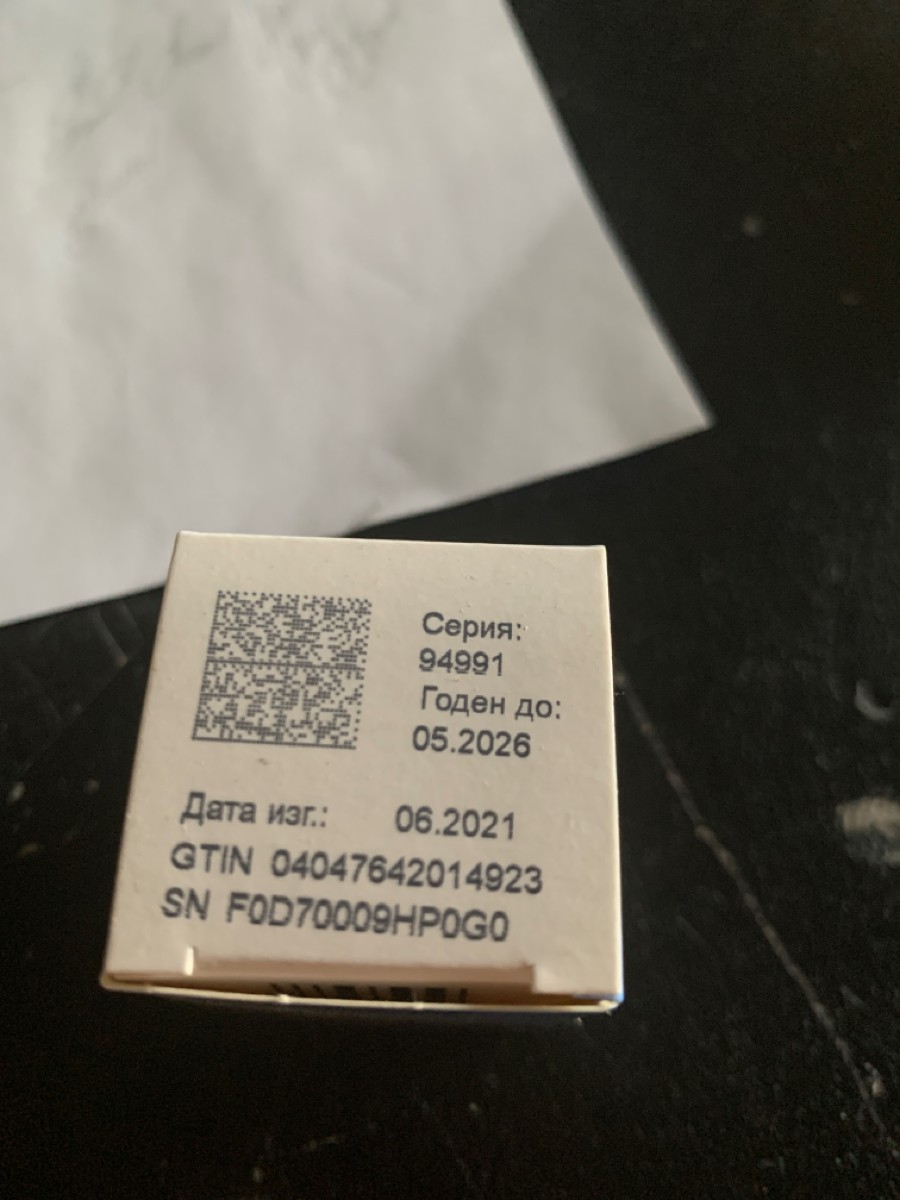 Серия:
94991
Годен до:
05.2026
Дата изг.: 06.2021
GTIN 04047642014923
SN F0D70009HP0G0